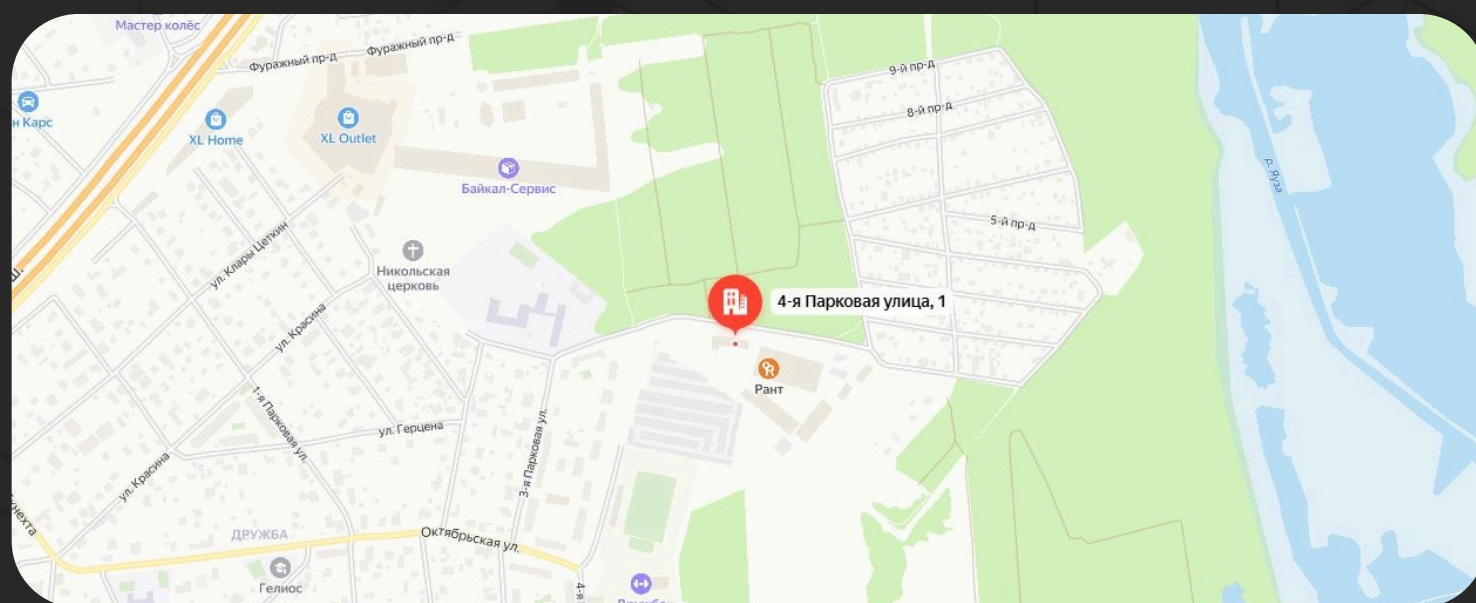 Мастер колёс
Фуражный пр-д
Фуражный пр-д
9-й пр-д
8-й пр-д
н Карс
XL Home
XL Outlet
Байкал-Сервис
р. Яуза
5-й пр-д
ул. Клары Цеткин
Никольская
церковь
ш.
4-я Парковая улица, 1
ул. Красина
Рант
1-я Парковая ул.
ул. Герцена
3-я Парковая ул.
ул. Красина
кнехта
ДРУЖБА
Октябрьская ул.
Гелиос
4-я